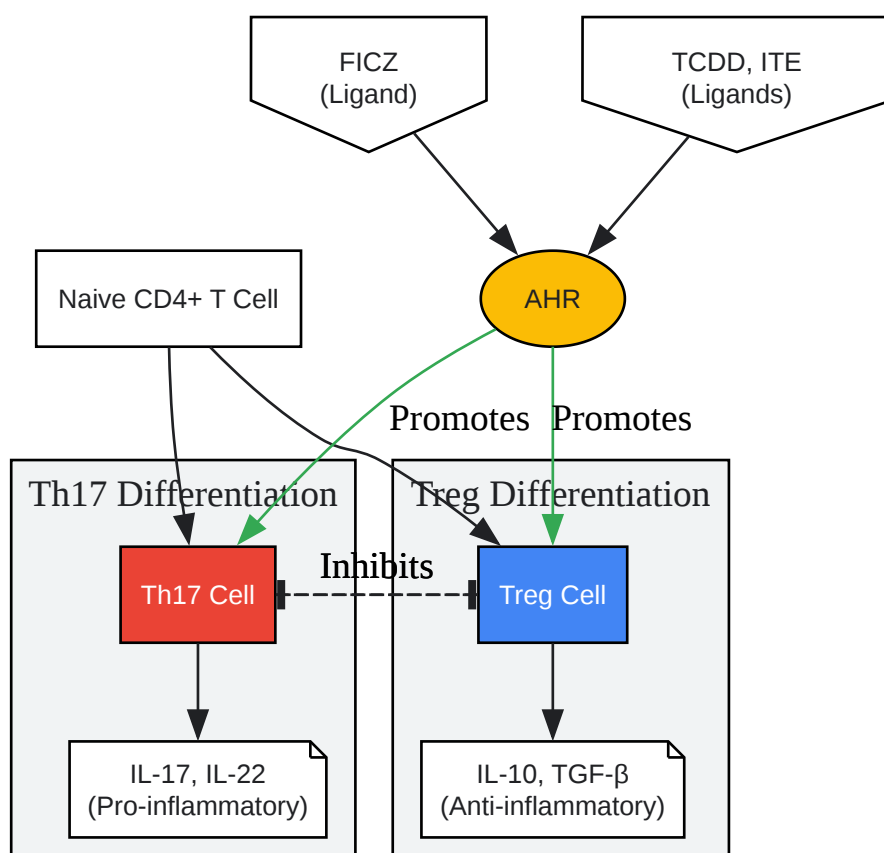 FICZ
(Ligand)
TCDD, ITE
(Ligands)
Naive CD4+ T Cell
AHR
Promotes
Promotes
Th17 Differentiation
Treg Differentiation
Inhibits
Th17 Cell
Treg Cell
IL-17, IL-22
(Pro-inflammatory)
IL-10, TGF-β
(Anti-inflammatory)